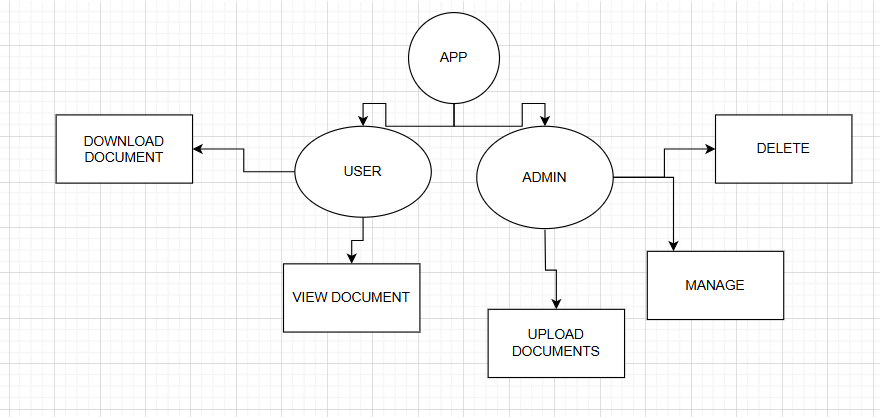 APP
DOWNLOAD
DOCUMENT
USER
ADMIN
DELETE
VIEW DOCUMENT
MANAGE
UPLOAD
DOCUMENTS